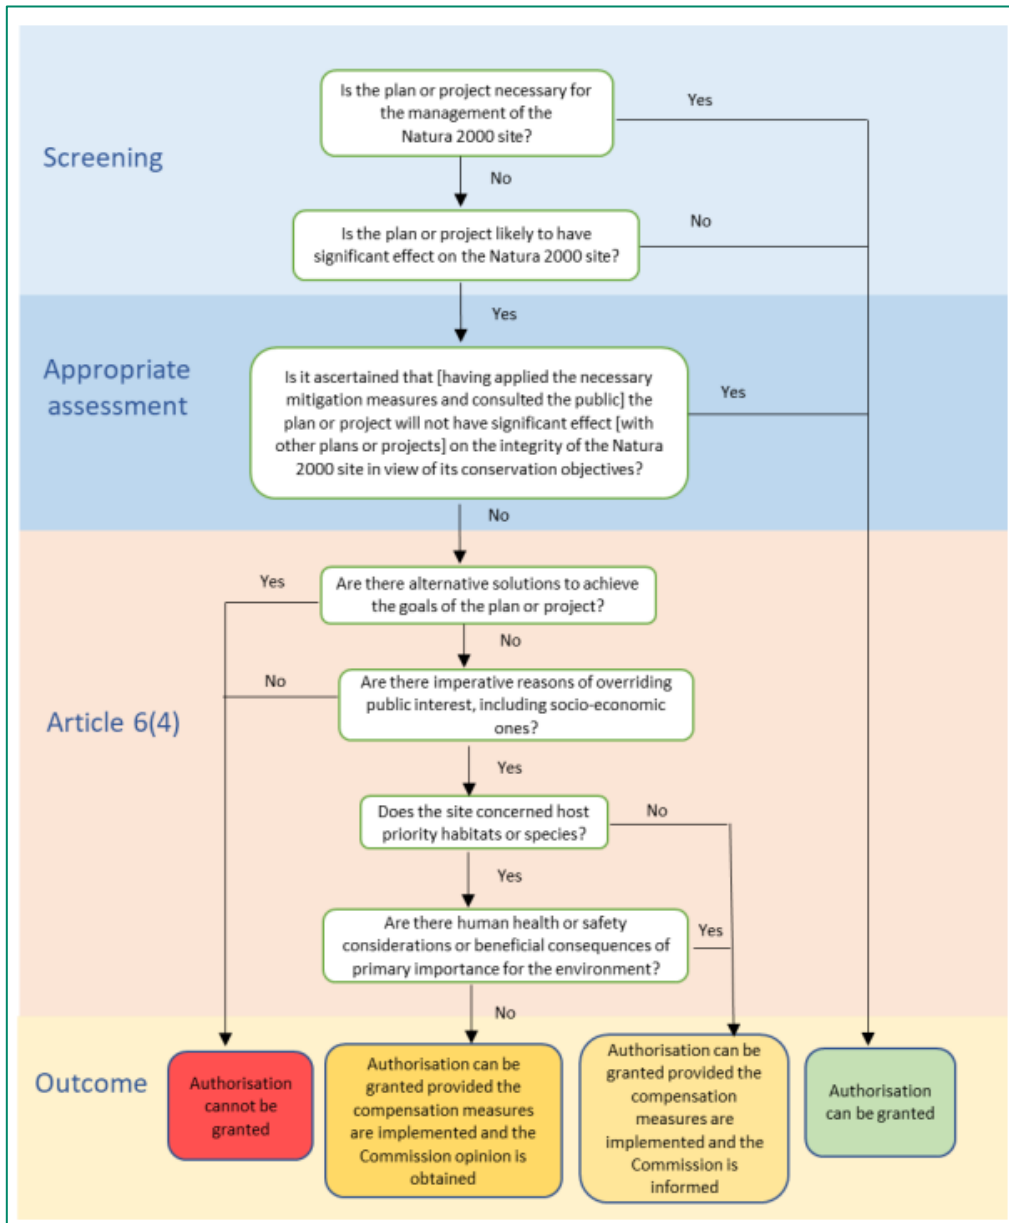 Is the plan or project necessary for
the management of the
Natura 2000 site?
Yes
Screening
No
Is the plan or project likely to have
significant effect on the Natura 2000 site?
No
Yes
Appropriate
assessment
Is it ascertained that [having applied the necessary
mitigation measures and consulted the public] the
plan or project will not have significant effect [with
other plans or projects] on the integrity of the Natura
2000 site in view of its conservation objectives?
Yes
No
Yes
Are there alternative solutions to achieve
the goals of the plan or project?
No
No
Are there imperative reasons of overriding
public interest, including socio-economic
ones?
Article 6(4)
Yes
Does the site concerned host
priority habitats or species?
No
Yes
Are there human health or safety
considerations or beneficial consequences of
primary importance for the environment?
Yes
No
Outcome
Authorisation
cannot be
granted
Authorisation can be
granted provided the
compensation measures
are implemented and the
Commission opinion is
obtained
Authorisation can be
granted provided the
compensation
measures are
implemented and the
Commission is
informed
Authorisation
can be granted